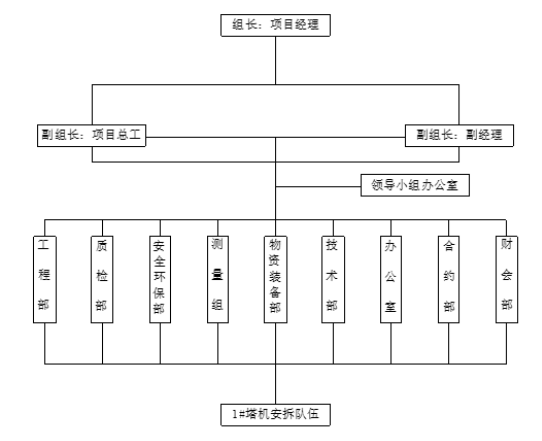 组长：项目经理
副组长：项目总工
副组长：副经理
领导小组办公室
工程部
质检部
安全环保部
测量组
物资装备部
技术部
办公室
合约部
财会部
1#塔机安拆队伍